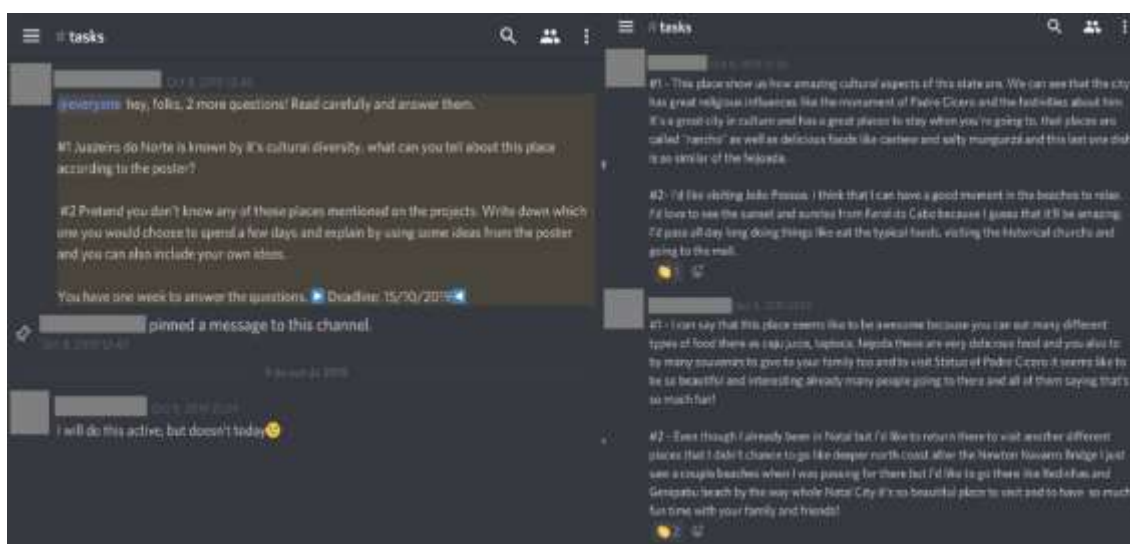 # tasks
Oct 8, 2019
@everyone hey, folks, 2 more questions! Read carefully and answer them.
#1 Juazeiro do Norte is known by it's cultural diversity, what can you tell about this place
according to the poster?
#2 Pretend you don't know any of those places mentioned on the projects. Write down which
one you would choose to spend a few days and explain by using some ideas from the poster
and you can also include your own ideas.
You have one week to answer the questions. Deadline: 15/10/2019
pinned a message to this channel.
Oct 8, 2019
I will do this active, but doesn't today
# tasks
#1 - This place show us how amazing cultural aspects of this state are. We can see that the city
has great religious influences like the monument of Padre Cicero and the festivities about him.
It's a great city in culture and has a great places to stay when you're going to, that places are
called "rancho" as well as delicious foods like and salty mungunzá and this last one dish
is so similar of the feijoada.
#2- I'd like visiting João Pessoa, I think that I can have a good moment in the beaches to relax.
I'd love to see the sunset and sunrise from Farol do Cabo because I guess that it'll be amazing.
I'd pass all day long doing things like eat the typical foods, visiting the historical churchs and
going to the mall.
1
#1 - I can say that this place seems like to be awesome because you can eat many different
types of food there as caju juice, tapioca, feijoda these are very delicious food and you also to
by many souvenirs to give to your family too and to visit Statue of Padre Cicero it seems like to
be so beautiful and interesting already many people going to there and all of them saying that's
so much fun!
#2 - Even though I already been in Natal but I'd like to return there to visit another different
places that I didn't chance to go like deeper north coast after the Newton Navarro Bridge I just
saw a couple beaches when I was passing for there but I'd like to go there like Redinhas and
Genipabu beach by the way whole Natal City it's so beautiful place to visit and to have so much
fun time with your family and friends!
2